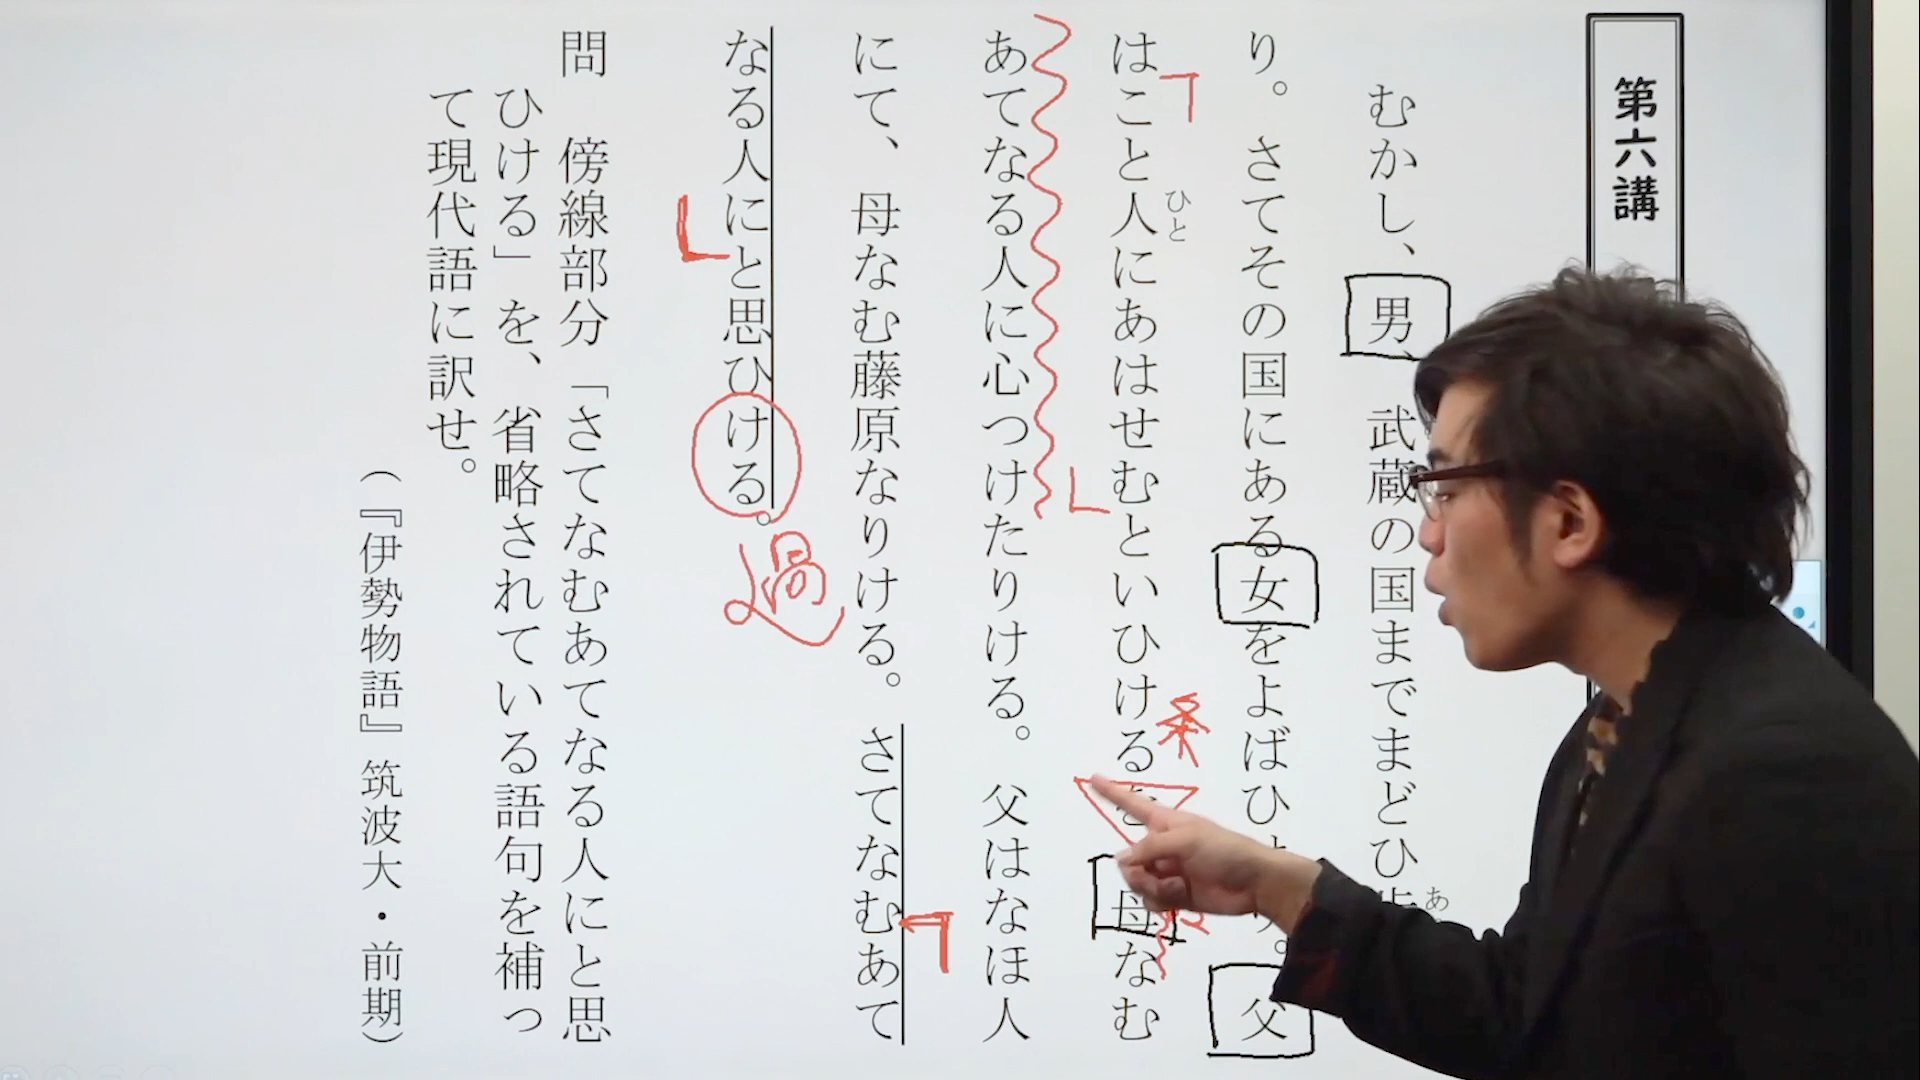 第六講
むかし、男、武蔵の国までまどひ
り。さてその国にある女をよばひ
父
はこと人にあはせむといひける
母なむ
ひと
あ
あてなる人に心つけたりける。父はなほ人
にて、母なむ藤原なりける。さてなむあて
なる人にと思ひける。
過
問　傍線部分「さてなむあてなる人にと思
ひける」を、省略されている語句を補っ
て現代語に訳せ。
（『伊勢物語』筑波大・前期）